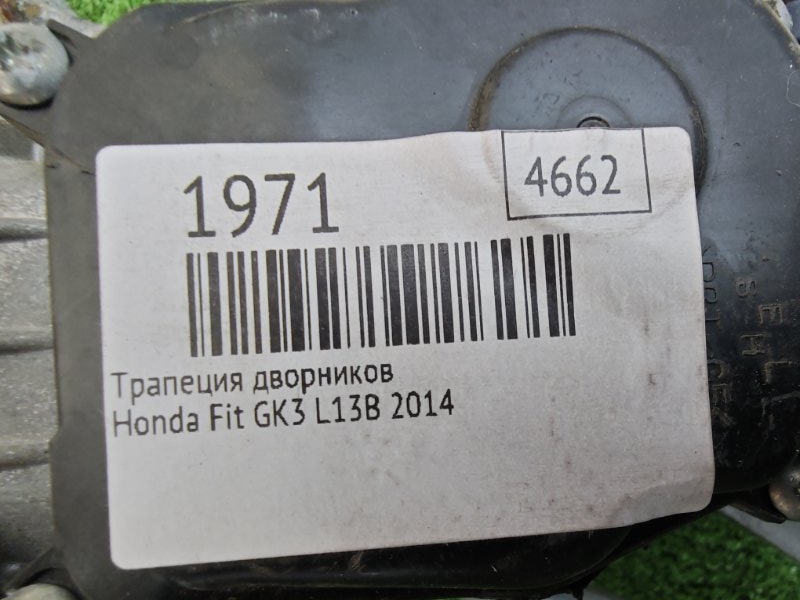 1971
4662
Трапеция дворников
Honda Fit GK3 L13B 2014